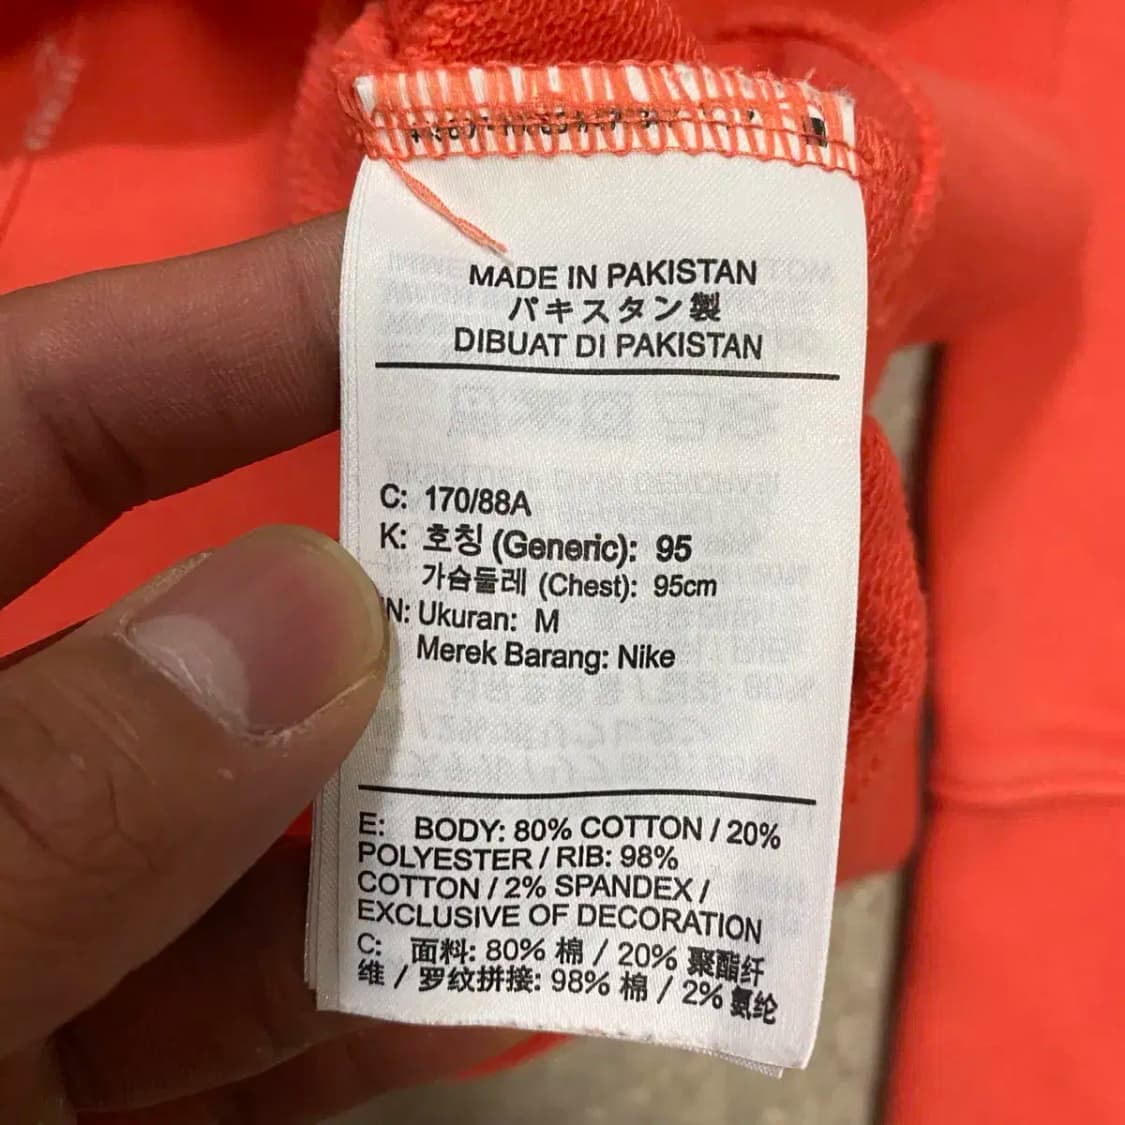 MADE IN PAKISTAN
パキスタン製
DIBUAT DI PAKISTAN
C: 170/88A
K: 호칭 (Generic): 95
가슴둘레 (Chest): 95cm
IN: Ukuran: M
Merek Barang: Nike
E: BODY: 80% COTTON / 20%
POLYESTER / RIB: 98%
COTTON / 2% SPANDEX /
EXCLUSIVE OF DECORATION
C: 面料: 80% 棉 / 20% 聚酯纤
维 / 罗纹拼接: 98% 棉 / 2% 氨纶